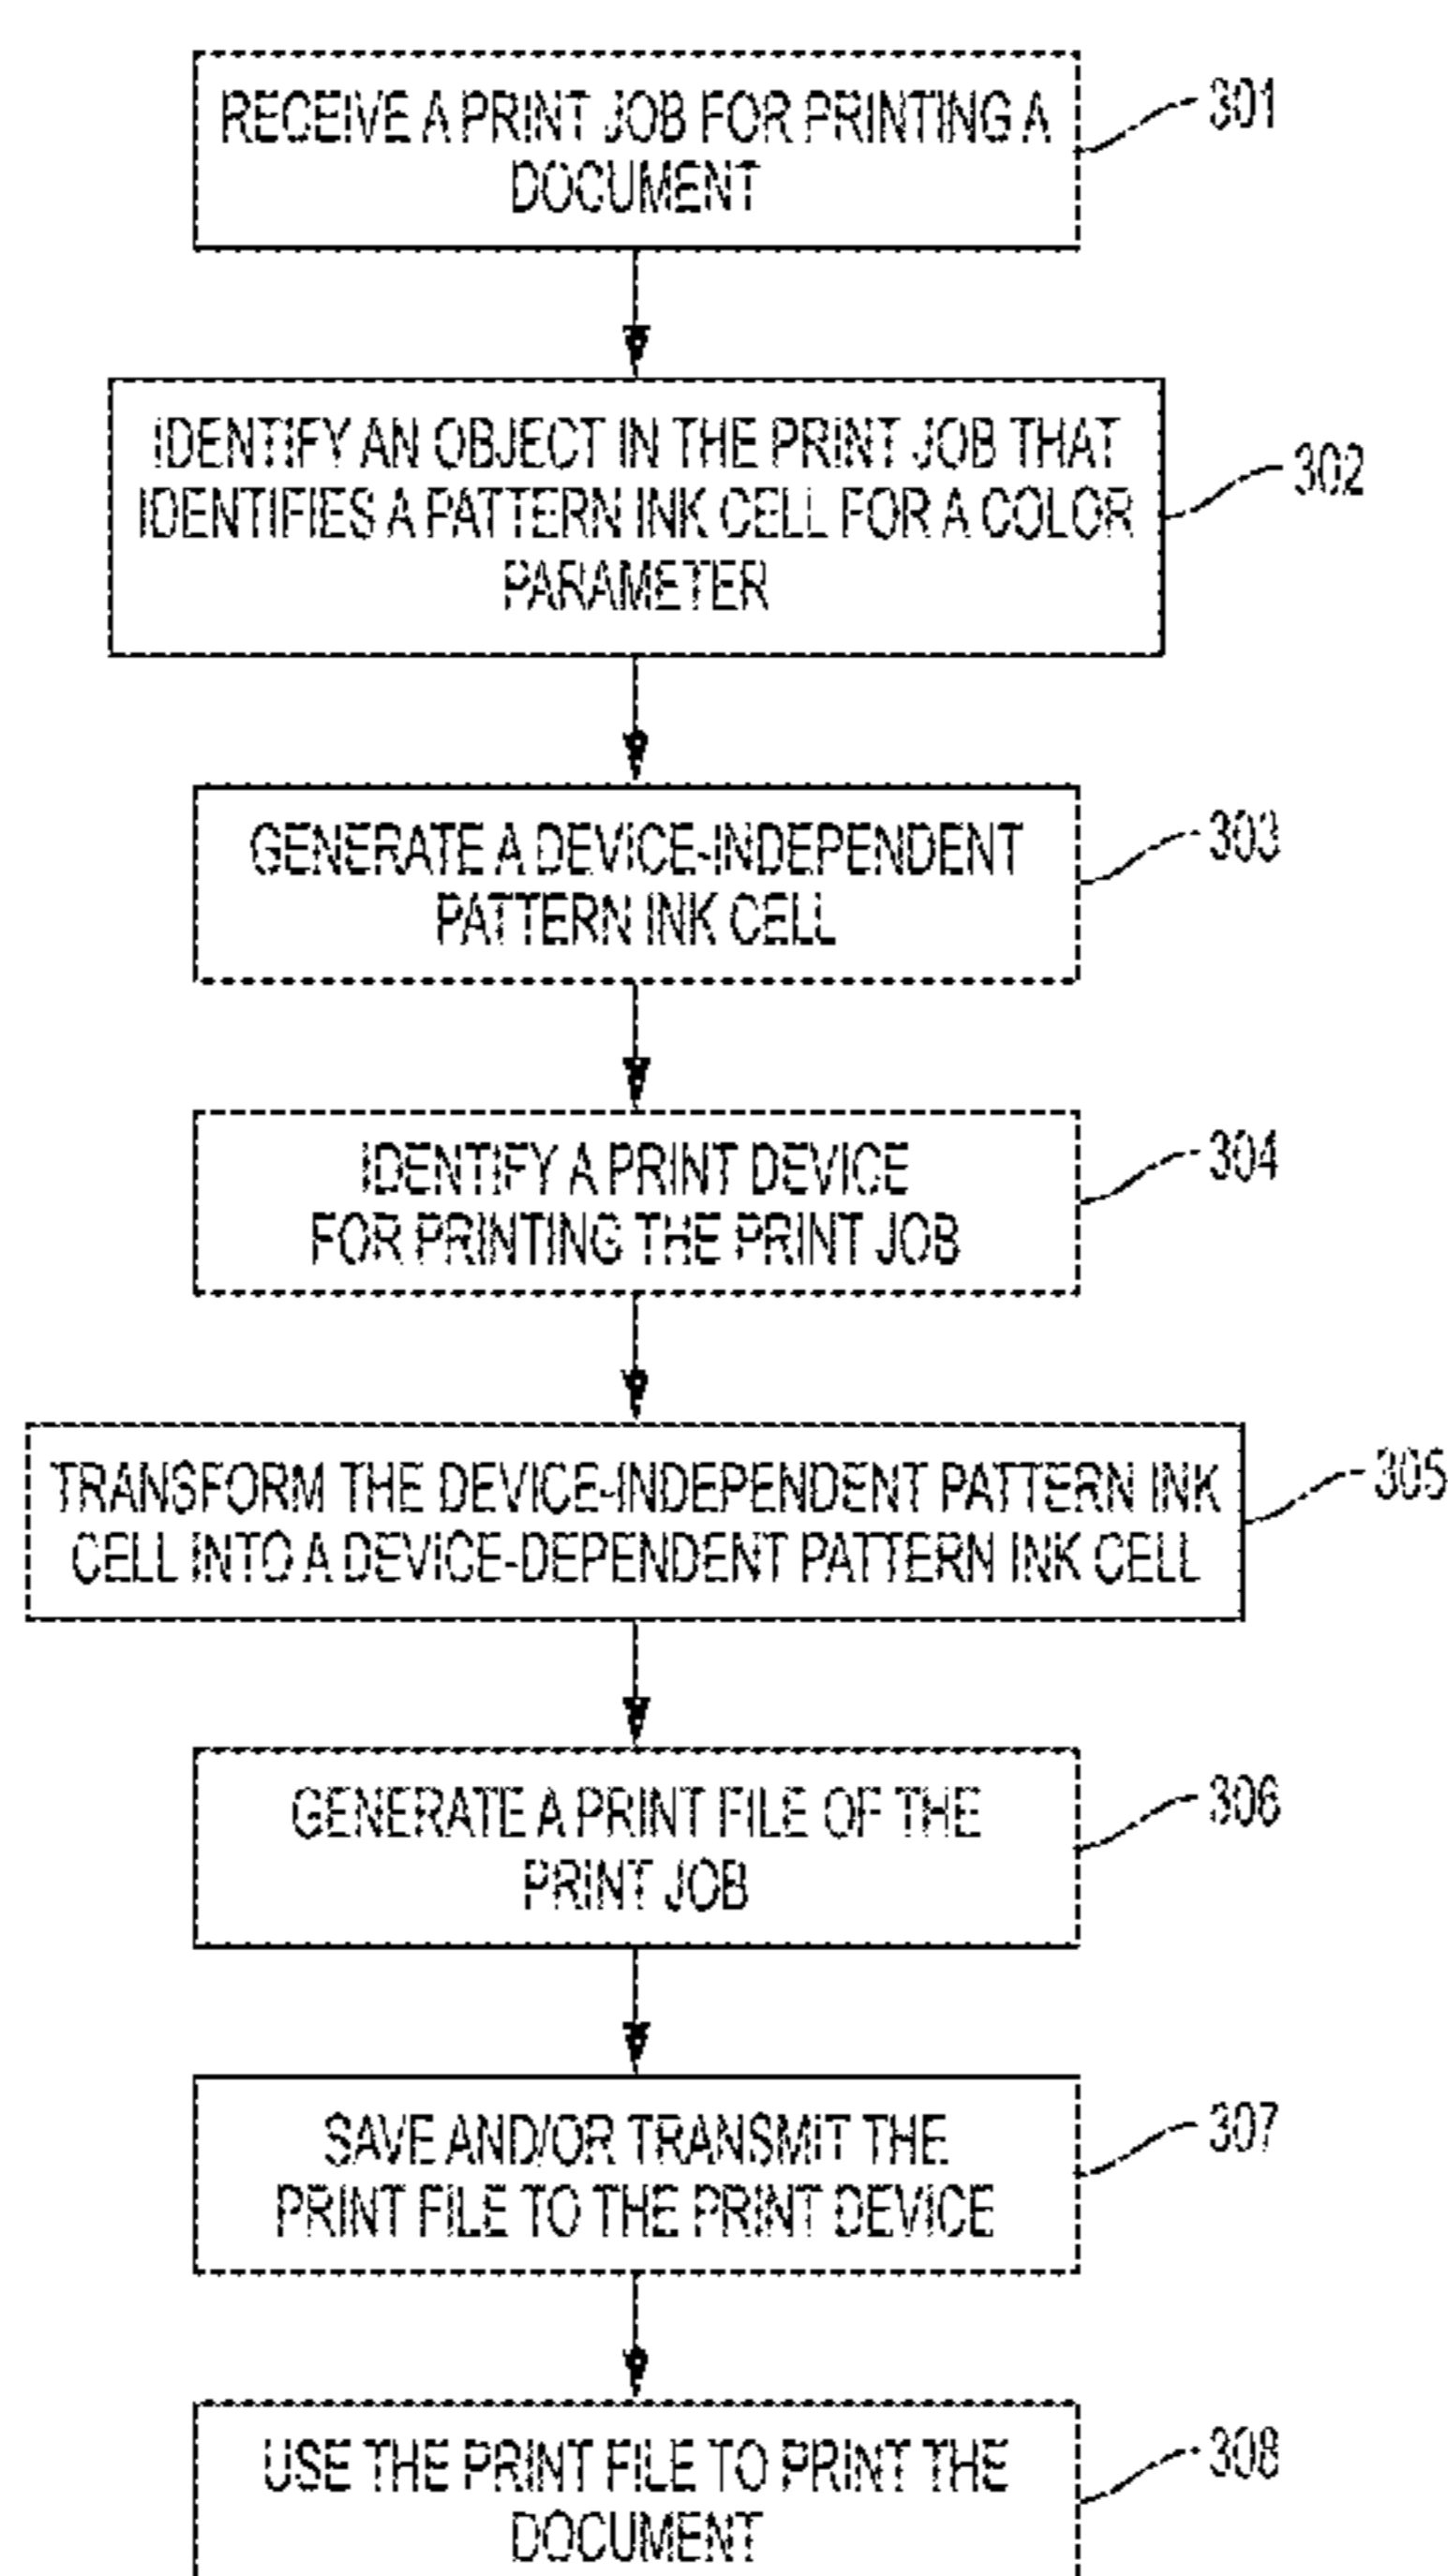 RECEIVE A PRINT JOB FOR PRINTING A
DOCUMENT
301
IDENTIFY AN OBJECT IN THE PRINT JOB THAT
IDENTIFIES A PATTERN INK CELL FOR A COLOR
PARAMETER
302
GENERATE A DEVICE-INDEPENDENT
PATTERN INK CELL
303
IDENTIFY A PRINT DEVICE
FOR PRINTING THE PRINT JOB
304
TRANSFORM THE DEVICE-INDEPENDENT PATTERN INK
CELL INTO A DEVICE-DEPENDENT PATTERN INK CELL
305
GENERATE A PRINT FILE OF THE
PRINT JOB
306
SAVE AND/OR TRANSMIT THE
PRINT FILE TO THE PRINT DEVICE
307
USE THE PRINT FILE TO PRINT THE
DOCUMENT
308